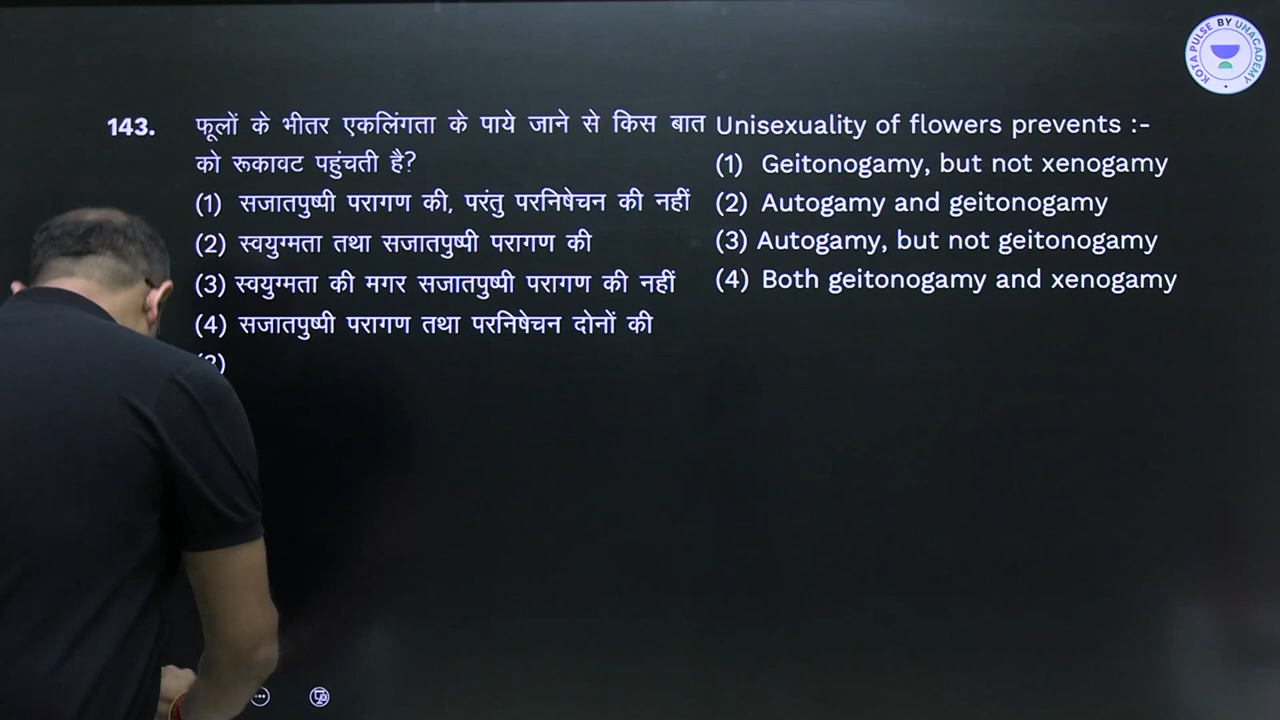 143.
फूलों के भीतर एकलिंगता के पाये जाने से किस बात
को रूकावट पहुंचती है?
(1) सजातपुष्पी परागण की, परंतु परनिषेचन की नहीं
(2) स्वयुग्मता तथा सजातपुष्पी परागण की
(3) स्वयुग्मता की मगर सजातपुष्पी परागण की नहीं
(4) सजातपुष्पी परागण तथा परनिषेचन दोनों की
Unisexuality of flowers prevents :-
(1) Geitonogamy, but not xenogamy
(2) Autogamy and geitonogamy
(3) Autogamy, but not geitonogamy
(4) Both geitonogamy and xenogamy
KOTA PULSE BY UNACADEMY